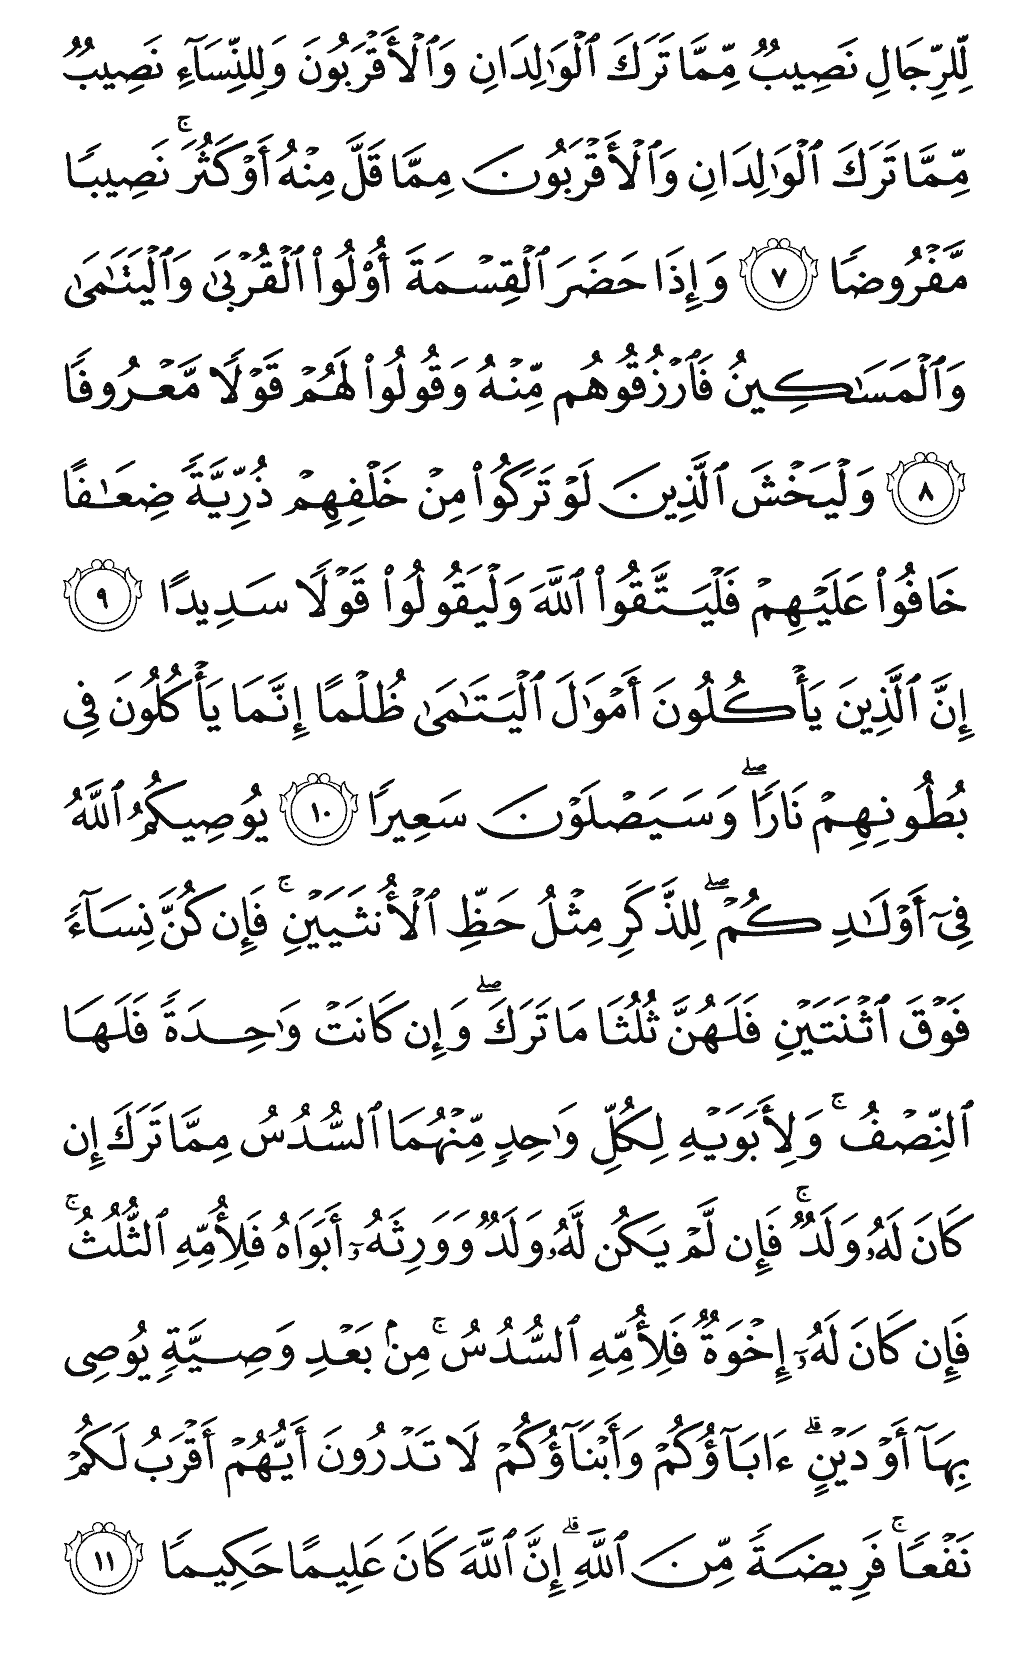 لِّلرِّجَالِ نَصِيبٌ مِّمَّا تَرَكَ ٱلْوَٰلِدَانِ وَٱلْأَقْرَبُونَ وَلِلنِّسَآءِ نَصِيبٌ
مِّمَّا تَرَكَ ٱلْوَٰلِدَانِ وَٱلْأَقْرَبُونَ مِمَّا قَلَّ مِنْهُ أَوْ كَثُرَ ۚ نَصِيبًا
مَّفْرُوضًا ٧ وَإِذَا حَضَرَ ٱلْقِسْمَةَ أُو۟لُوا۟ ٱلْقُرْبَىٰ وَٱلْيَتَٰمَىٰ
وَٱلْمَسَٰكِينُ فَٱرْزُقُوهُم مِّنْهُ وَقُولُوا۟ لَهُمْ قَوْلًا مَّعْرُوفًا
٨ وَلْيَخْشَ ٱلَّذِينَ لَوْ تَرَكُوا۟ مِنْ خَلْفِهِمْ ذُرِّيَّةً ضِعَٰفًا
خَافُوا۟ عَلَيْهِمْ فَلْيَتَّقُوا۟ ٱللَّهَ وَلْيَقُولُوا۟ قَوْلًا سَدِيدًا ٩
إِنَّ ٱلَّذِينَ يَأْكُلُونَ أَمْوَٰلَ ٱلْيَتَٰمَىٰ ظُلْمًا إِنَّمَا يَأْكُلُونَ فِى
بُطُونِهِمْ نَارًا ۖ وَسَيَصْلَوْنَ سَعِيرًا ١٠ يُوصِيكُمُ ٱللَّهُ
فِىٓ أَوْلَٰدِكُمْ ۖ لِلذَّكَرِ مِثْلُ حَظِّ ٱلْأُنثَيَيْنِ ۚ فَإِن كُنَّ نِسَآءً
فَوْقَ ٱثْنَتَيْنِ فَلَهُنَّ ثُلُثَا مَا تَرَكَ ۖ وَإِن كَانَتْ وَٰحِدَةً فَلَهَا
ٱلنِّصْفُ ۚ وَلِأَبَوَيْهِ لِكُلِّ وَٰحِدٍ مِّنْهُمَا ٱلسُّدُسُ مِمَّا تَرَكَ إِن
كَانَ لَهُۥ وَلَدٌ ۚ فَإِن لَّمْ يَكُن لَّهُۥ وَلَدٌ وَوَرِثَهُۥٓ أَبَوَاهُ فَلِأُمِّهِ ٱلثُّلُثُ ۚ
فَإِن كَانَ لَهُۥٓ إِخْوَةٌ فَلِأُمِّهِ ٱلسُّدُسُ ۚ مِنۢ بَعْدِ وَصِيَّةٍ يُوصِى
بِهَآ أَوْ دَيْنٍ ۗ ءَابَآؤُكُمْ وَأَبْنَآؤُكُمْ لَا تَدْرُونَ أَيُّهُمْ أَقْرَبُ لَكُمْ
نَفْعًا ۚ فَرِيضَةً مِّنَ ٱللَّهِ ۗ إِنَّ ٱللَّهَ كَانَ عَلِيمًا حَكِيمًا ١١